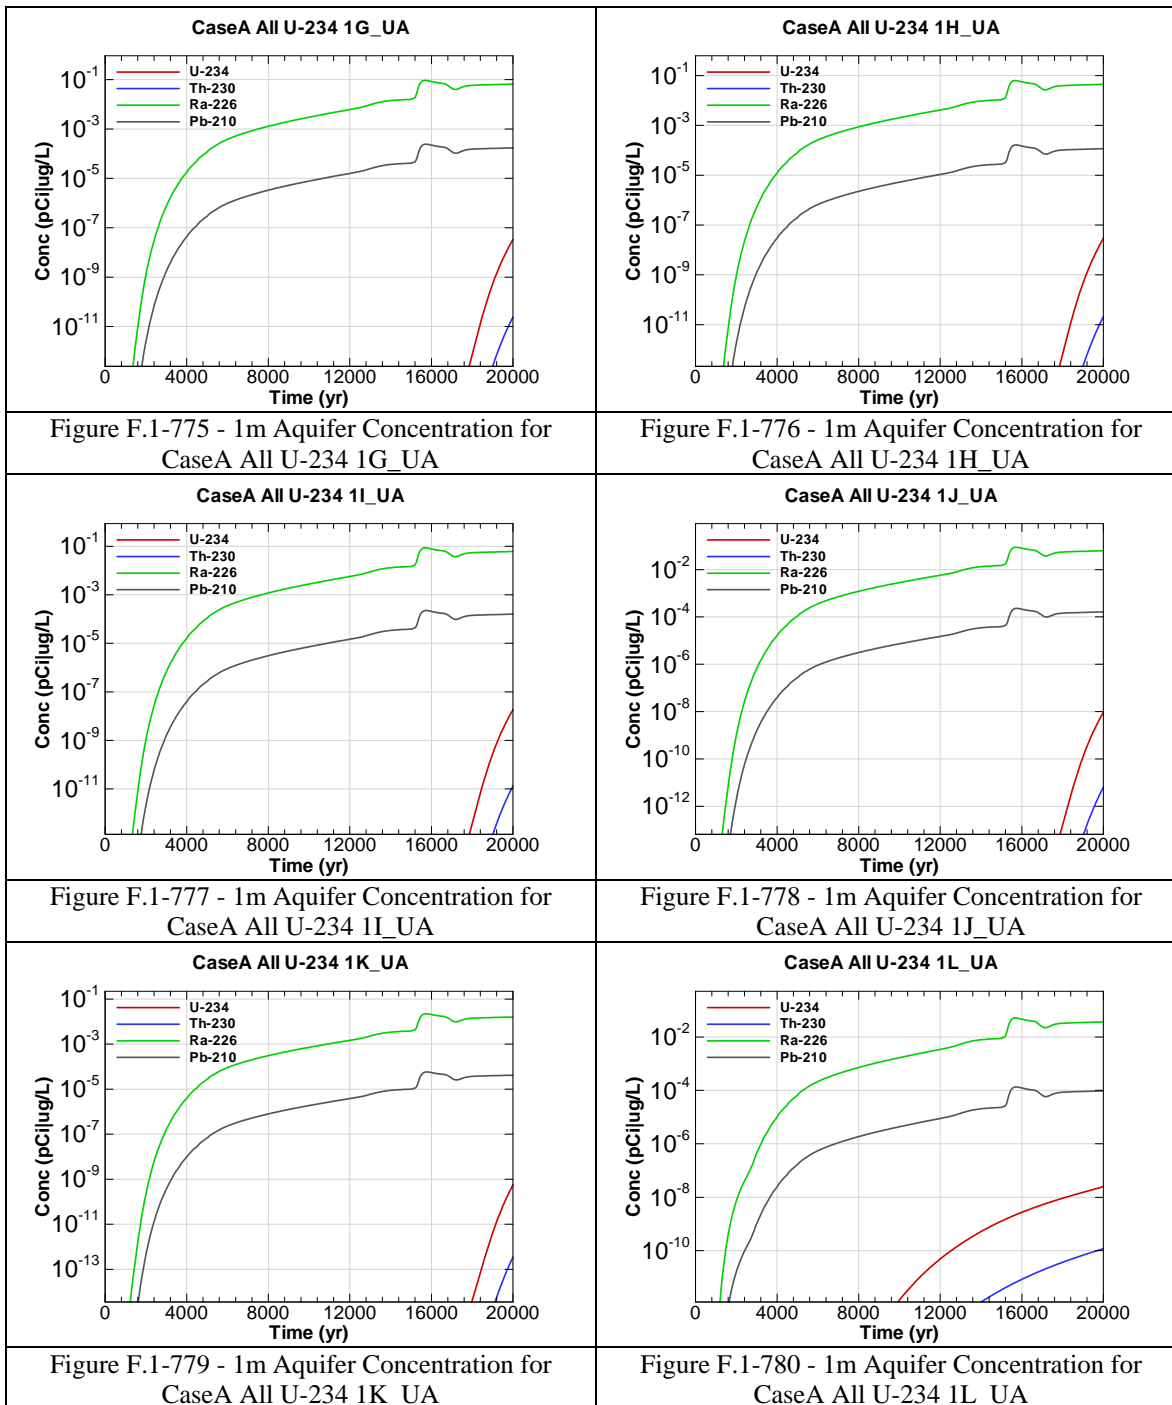 CaseA All U-234 1G_UA
U-234
Th-230
Ra-226
Pb-210
Conc (pCi|ug/L)
10-1
10-3
10-5
10-7
10-9
10-11
0 4000 8000 12000 16000 20000
Time (yr)
Figure F.1-775 - 1m Aquifer Concentration for
CaseA All U-234 1G_UA
CaseA All U-234 1H_UA
U-234
Th-230
Ra-226
Pb-210
Conc (pCi|ug/L)
10-1
10-3
10-5
10-7
10-9
10-11
0 4000 8000 12000 16000 20000
Time (yr)
Figure F.1-776 - 1m Aquifer Concentration for
CaseA All U-234 1H_UA
CaseA All U-234 1I_UA
U-234
Th-230
Ra-226
Pb-210
Conc (pCi|ug/L)
10-1
10-3
10-5
10-7
10-9
10-11
0 4000 8000 12000 16000 20000
Time (yr)
Figure F.1-777 - 1m Aquifer Concentration for
CaseA All U-234 1I_UA
CaseA All U-234 1J_UA
U-234
Th-230
Ra-226
Pb-210
Conc (pCi|ug/L)
10-2
10-4
10-6
10-8
10-10
10-12
0 4000 8000 12000 16000 20000
Time (yr)
Figure F.1-778 - 1m Aquifer Concentration for
CaseA All U-234 1J_UA
CaseA All U-234 1K_UA
U-234
Th-230
Ra-226
Pb-210
Conc (pCi|ug/L)
10-1
10-3
10-5
10-7
10-9
10-11
10-13
0 4000 8000 12000 16000 20000
Time (yr)
Figure F.1-779 - 1m Aquifer Concentration for
CaseA All U-234 1K_UA
CaseA All U-234 1L_UA
U-234
Th-230
Ra-226
Pb-210
Conc (pCi|ug/L)
10-2
10-4
10-6
10-8
10-10
0 4000 8000 12000 16000 20000
Time (yr)
Figure F.1-780 - 1m Aquifer Concentration for
CaseA All U-234 1L_UA